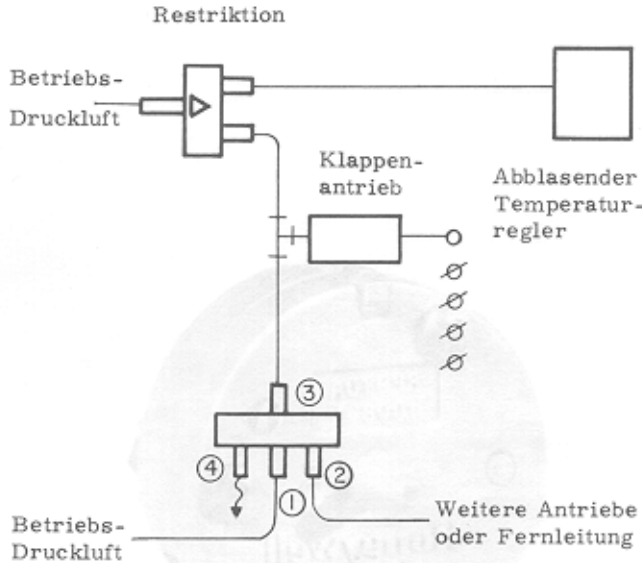 Restriktion
Betriebs-
Druckluft
Klappen-
antrieb
Abblasender
Temperatur-
regler
③
④
②
①
Betriebs-
Druckluft
Weitere Antriebe
oder Fernleitung